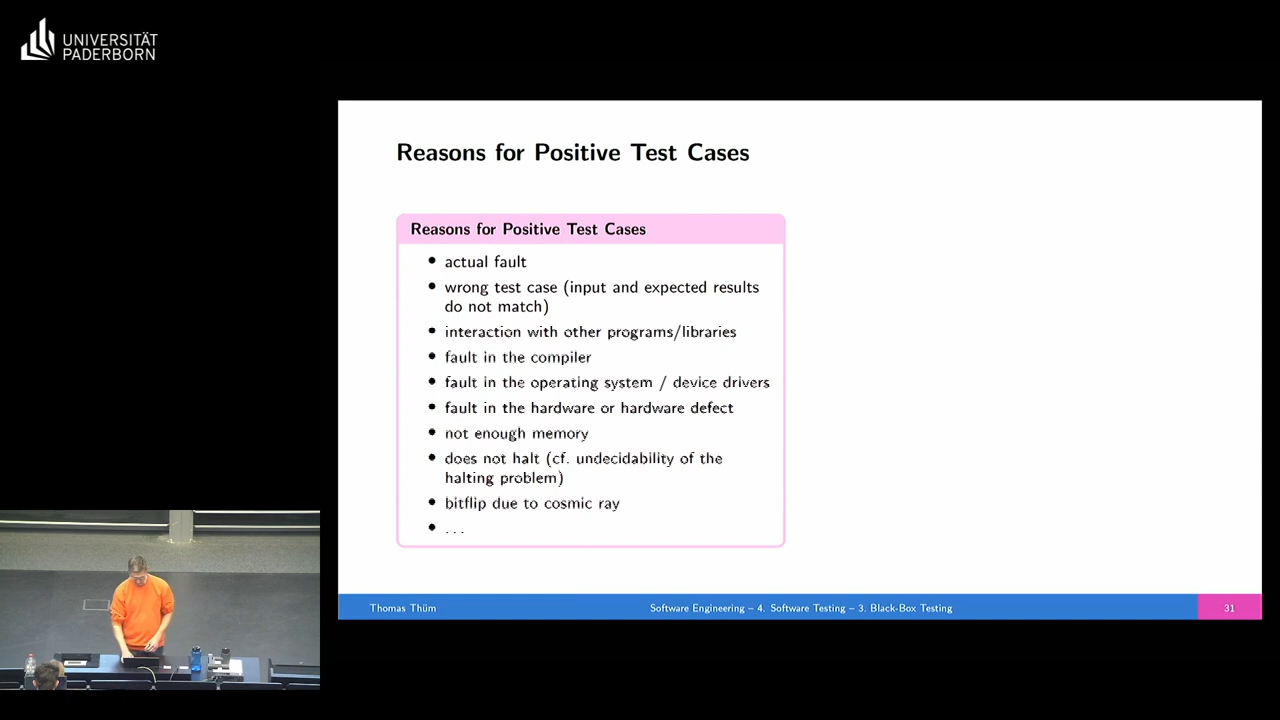 UNIVERSITÄT
PADERBORN
Reasons for Positive Test Cases
Reasons for Positive Test Cases
• actual fault
• wrong test case (input and expected results
do not match)
• interaction with other programs/libraries
• fault in the compiler
• fault in the operating system / device drivers
• fault in the hardware or hardware defect
• not enough memory
• does not halt (cf. undecidability of the
halting problem)
• bitflip due to cosmic ray
• ...
Thomas Thüm
Software Engineering – 4. Software Testing – 3. Black-Box Testing
31